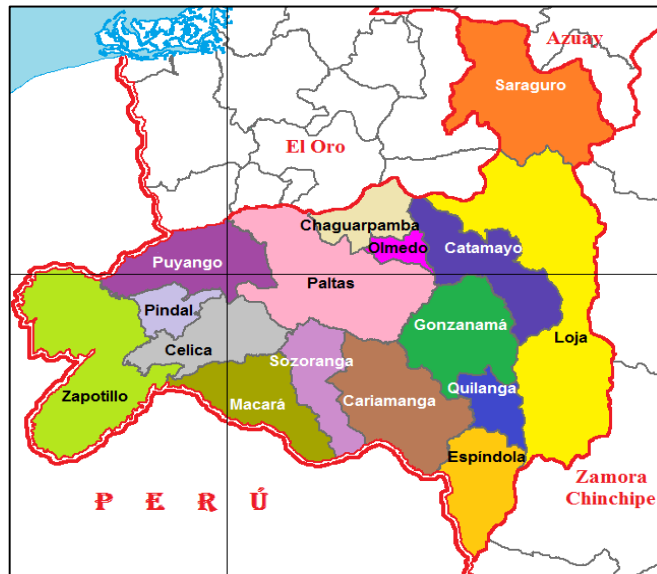 Azuay
Saraguro
El Oro
Chaguarpamba
Olmedo
Catamayo
Puyango
Paltas
Pindal
Gonzanamá
Loja
Celica
Sozoranga
Zapotillo
Quilanga
Macará
Cariamanga
Espíndola
Zamora
Chinchipe
P E R Ú